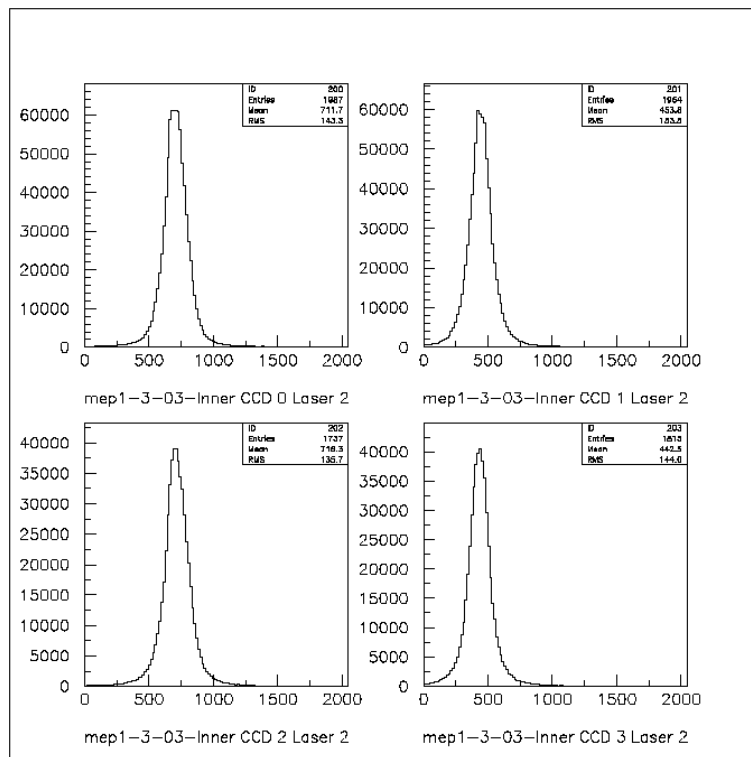 ID 200
Entries 1987
Mean 711.7
RMS 143.3
60000
50000
40000
30000
20000
10000
0
0 500 1000 1500 2000
mep1-3-03-Inner CCD 0 Laser 2
ID 201
Entries 1964
Mean 453.8
RMS
60000
50000
40000
30000
20000
10000
0
0 500 1000 1500 2000
mep1-3-03-Inner CCD 1 Laser 2
ID 202
Entries 1737
Mean
RMS 135.7
40000
35000
30000
25000
20000
15000
10000
5000
0
0 500 1000 1500 2000
mep1-3-03-Inner CCD 2 Laser 2
ID 203
Entries
Mean 442.5
RMS 144.0
40000
35000
30000
25000
20000
15000
10000
5000
0
0 500 1000 1500 2000
mep1-3-03-Inner CCD 3 Laser 2